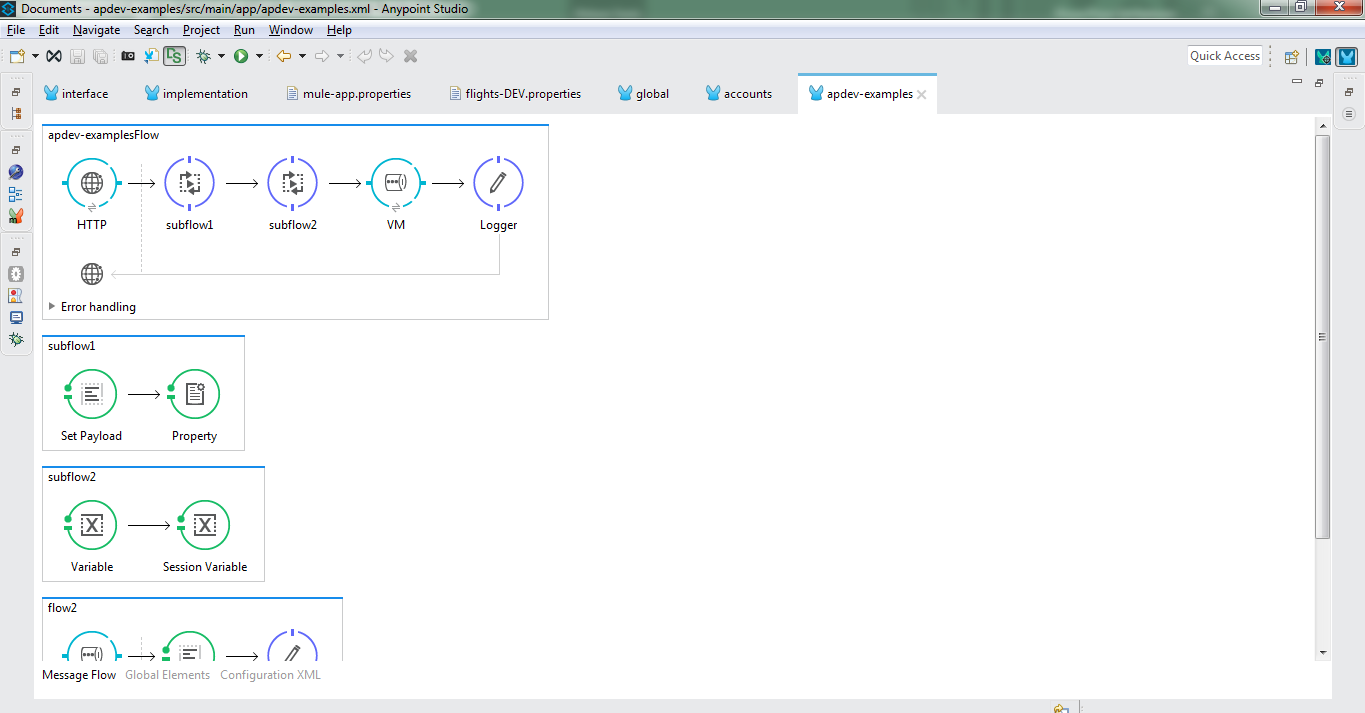 Documents - apdev-examples/src/main/app/apdev-examples.xml - Anypoint Studio
File Edit Navigate Search Project Run Window Help
Quick Access
interface implementation mule-app.properties flights-DEV.properties global accounts apdev-examples
apdev-examplesFlow
HTTP subflow1 subflow2 VM Logger
Error handling
subflow1
Set Payload Property
subflow2
Variable Session Variable
flow2
Message Flow Global Elements Configuration XML